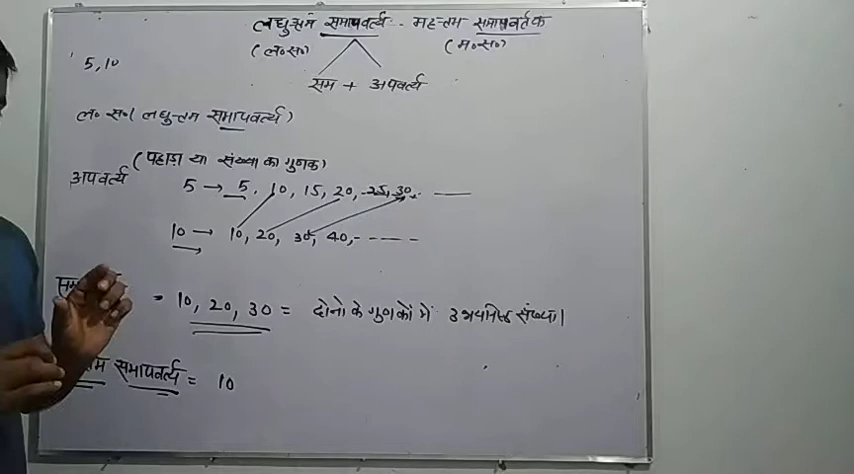 लघुत्तम समापवर्त्य - महत्तम समापवर्तक
(ल०स०) (म०स०)
5,10
सम + अपवर्त्य
ल० स०( लघुत्तम समापवर्त्य)
(पहाड़ा या संख्या का गुणक)
अपवर्त्य 5 → 5, 10, 15, 20, 25, 30,
10 → 10, 20, 30, 40,
= 10, 20, 30 = दोनो के गुणकों में उभयनिष्ठ संख्या।
समापवर्त्य = 10